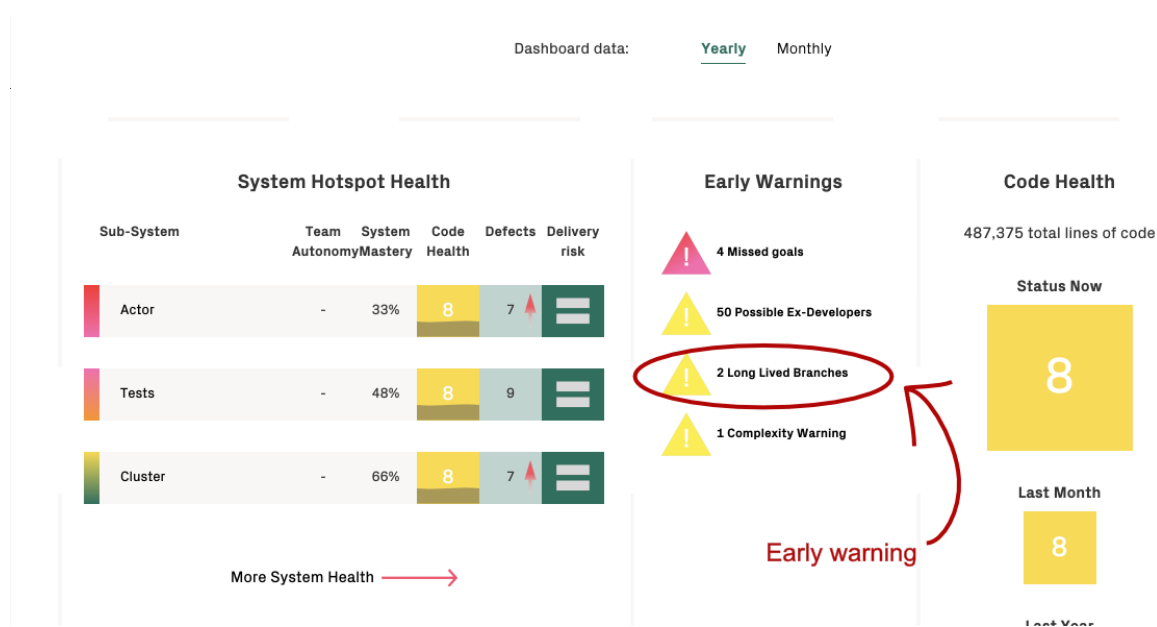 Dashboard data: Yearly Monthly
System Hotspot Health
Sub-System Team Autonomy System Mastery Code Health Defects Delivery risk
Actor - 33% 8 7
Tests - 48% 8 9
Cluster - 66% 8 7
More System Health
Early Warnings
! 4 Missed goals
! 50 Possible Ex-Developers
! 2 Long Lived Branches
! 1 Complexity Warning
Early warning
Code Health
487,375 total lines of code
Status Now
8
Last Month
8
Last Year